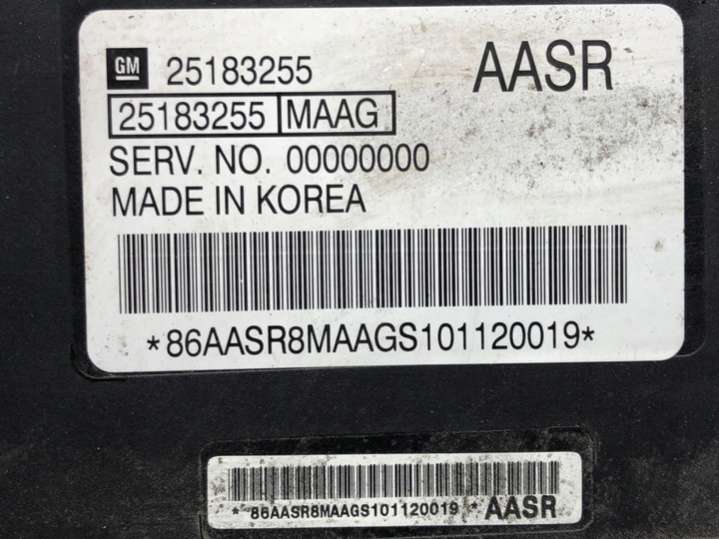 GM 25183255 AASR
25183255 MAAG
SERV. NO. 00000000
MADE IN KOREA
*86AASR8MAAGS101120019*
* 86AASR8MAAGS101120019 * AASR